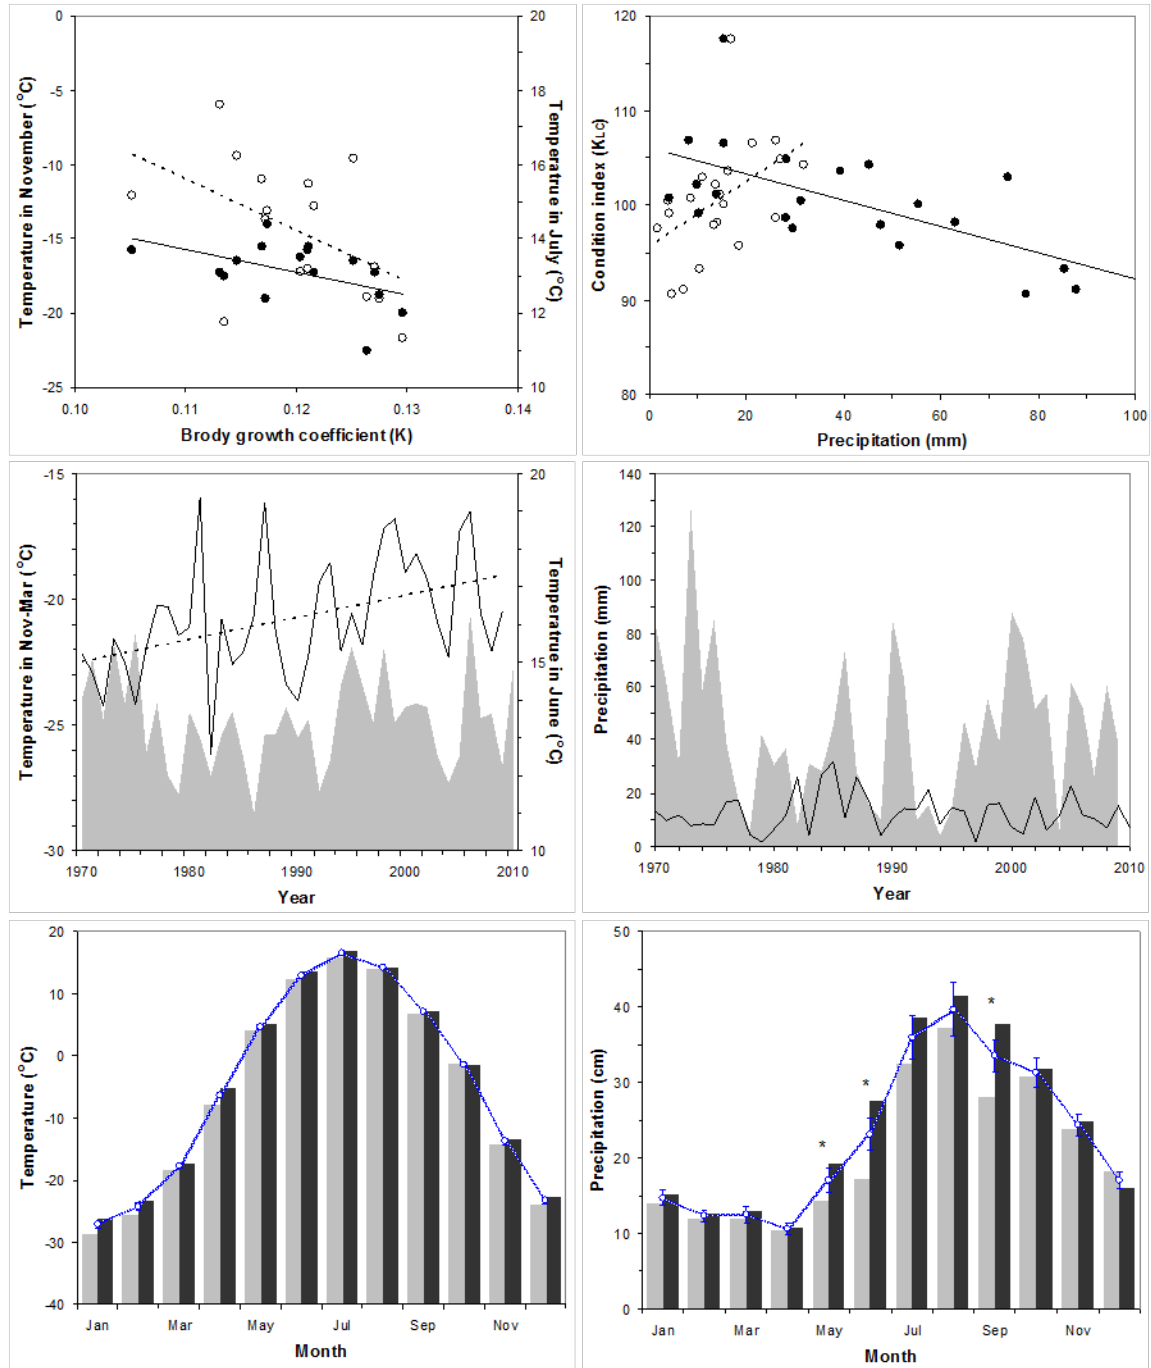 0
-5
-10
-15
-20
-25
Temperature in November (°C)
20
18
16
14
12
10
Temperatrue in July (°C)
0.10 0.11 0.12 0.13 0.14
Brody growth coefficient (K)
120
110
100
90
80
Condition index (KLC)
0 20 40 60 80 100
Precipitation (mm)
-15
-20
-25
-30
Temperature in Nov-Mar (°C)
20
15
10
Temperatrue in June (°C)
1970 1980 1990 2000 2010
Year
140
120
100
80
60
40
20
0
Precipitation (mm)
1970 1980 1990 2000 2010
Year
20
10
0
-10
-20
-30
-40
Temperature (°C)
Jan Mar May Jul Sep Nov
Month
50
40
30
20
10
0
Precipitation (cm)
* * *
Jan Mar May Jul Sep Nov
Month